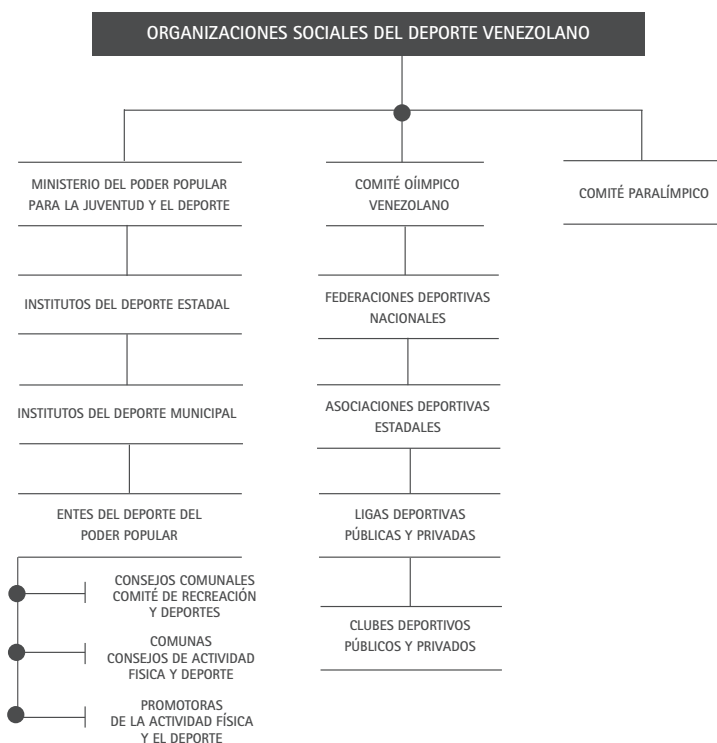 ORGANIZACIONES SOCIALES DEL DEPORTE VENEZOLANO
MINISTERIO DEL PODER POPULAR
PARA LA JUVENTUD Y EL DEPORTE
INSTITUTOS DEL DEPORTE ESTADAL
INSTITUTOS DEL DEPORTE MUNICIPAL
ENTES DEL DEPORTE DEL
PODER POPULAR
CONSEJOS COMUNALES
COMITÉ DE RECREACIÓN
Y DEPORTES
COMUNAS
CONSEJOS DE ACTIVIDAD
FISICA Y DEPORTE
PROMOTORAS
DE LA ACTIVIDAD FÍSICA
Y EL DEPORTE
COMITÉ OÍIMPICO
VENEZOLANO
FEDERACIONES DEPORTIVAS
NACIONALES
ASOCIACIONES DEPORTIVAS
ESTADALES
LIGAS DEPORTIVAS
PÚBLICAS Y PRIVADAS
CLUBES DEPORTIVOS
PÚBLICOS Y PRIVADOS
COMITÉ PARALÍMPICO